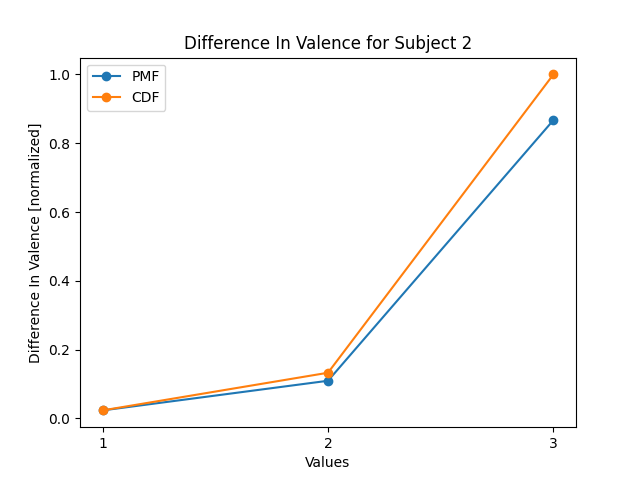 Difference In Valence for Subject 2
PMF
CDF
1.0
0.8
0.6
0.4
0.2
0.0
Difference In Valence [normalized]
1
2
3
Values